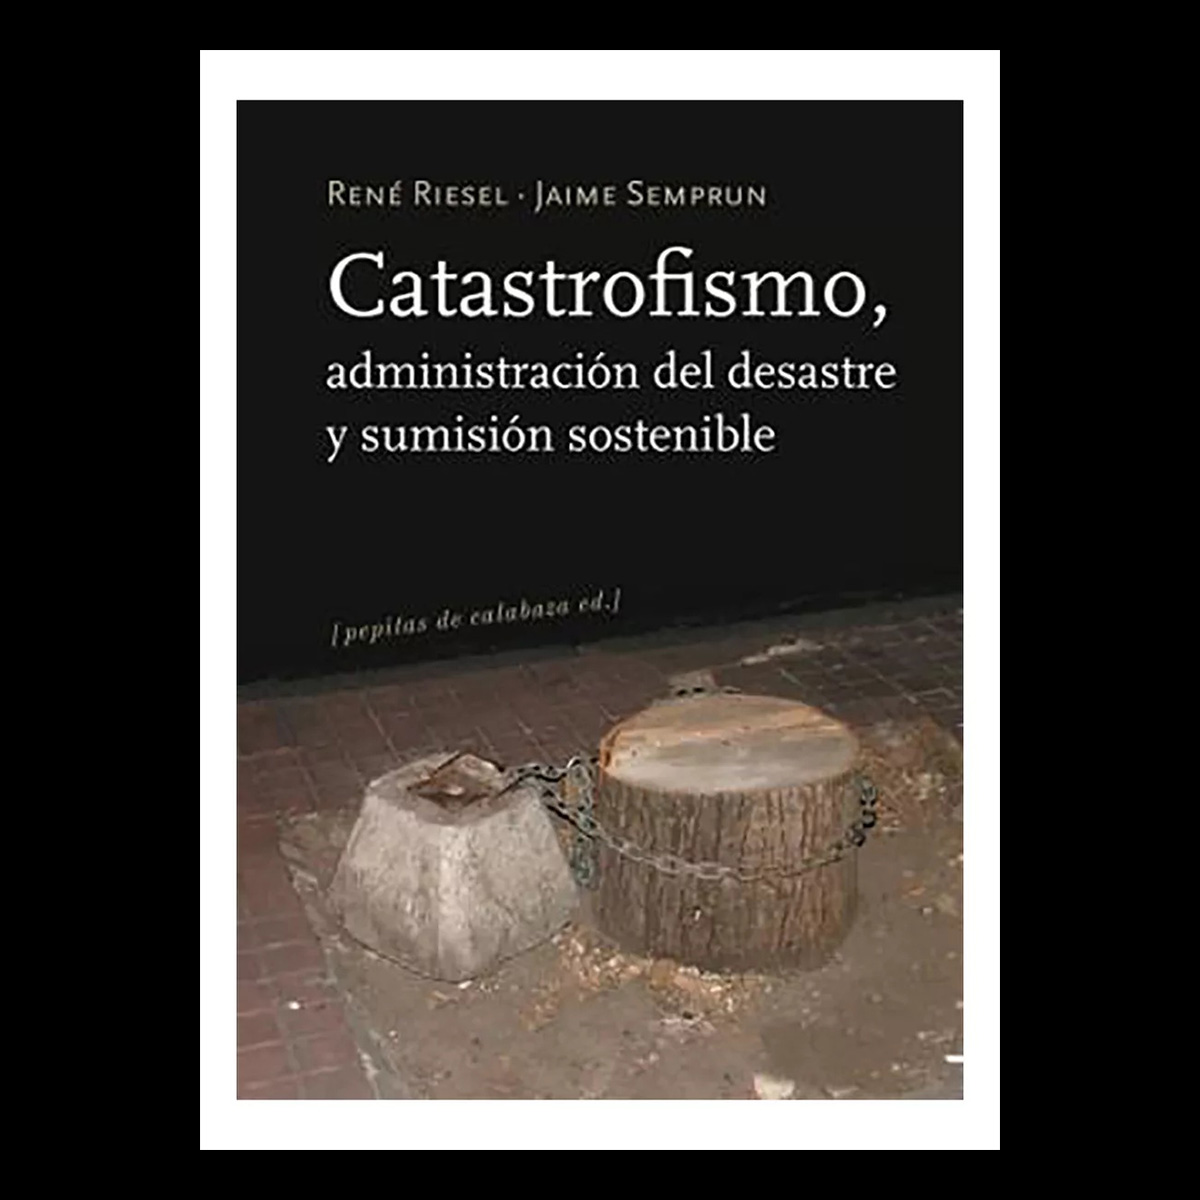 René Riesel · Jaime Semprun
Catastrofismo,
administración del desastre
y sumisión sostenible
[pepitas de calabaza ed.]